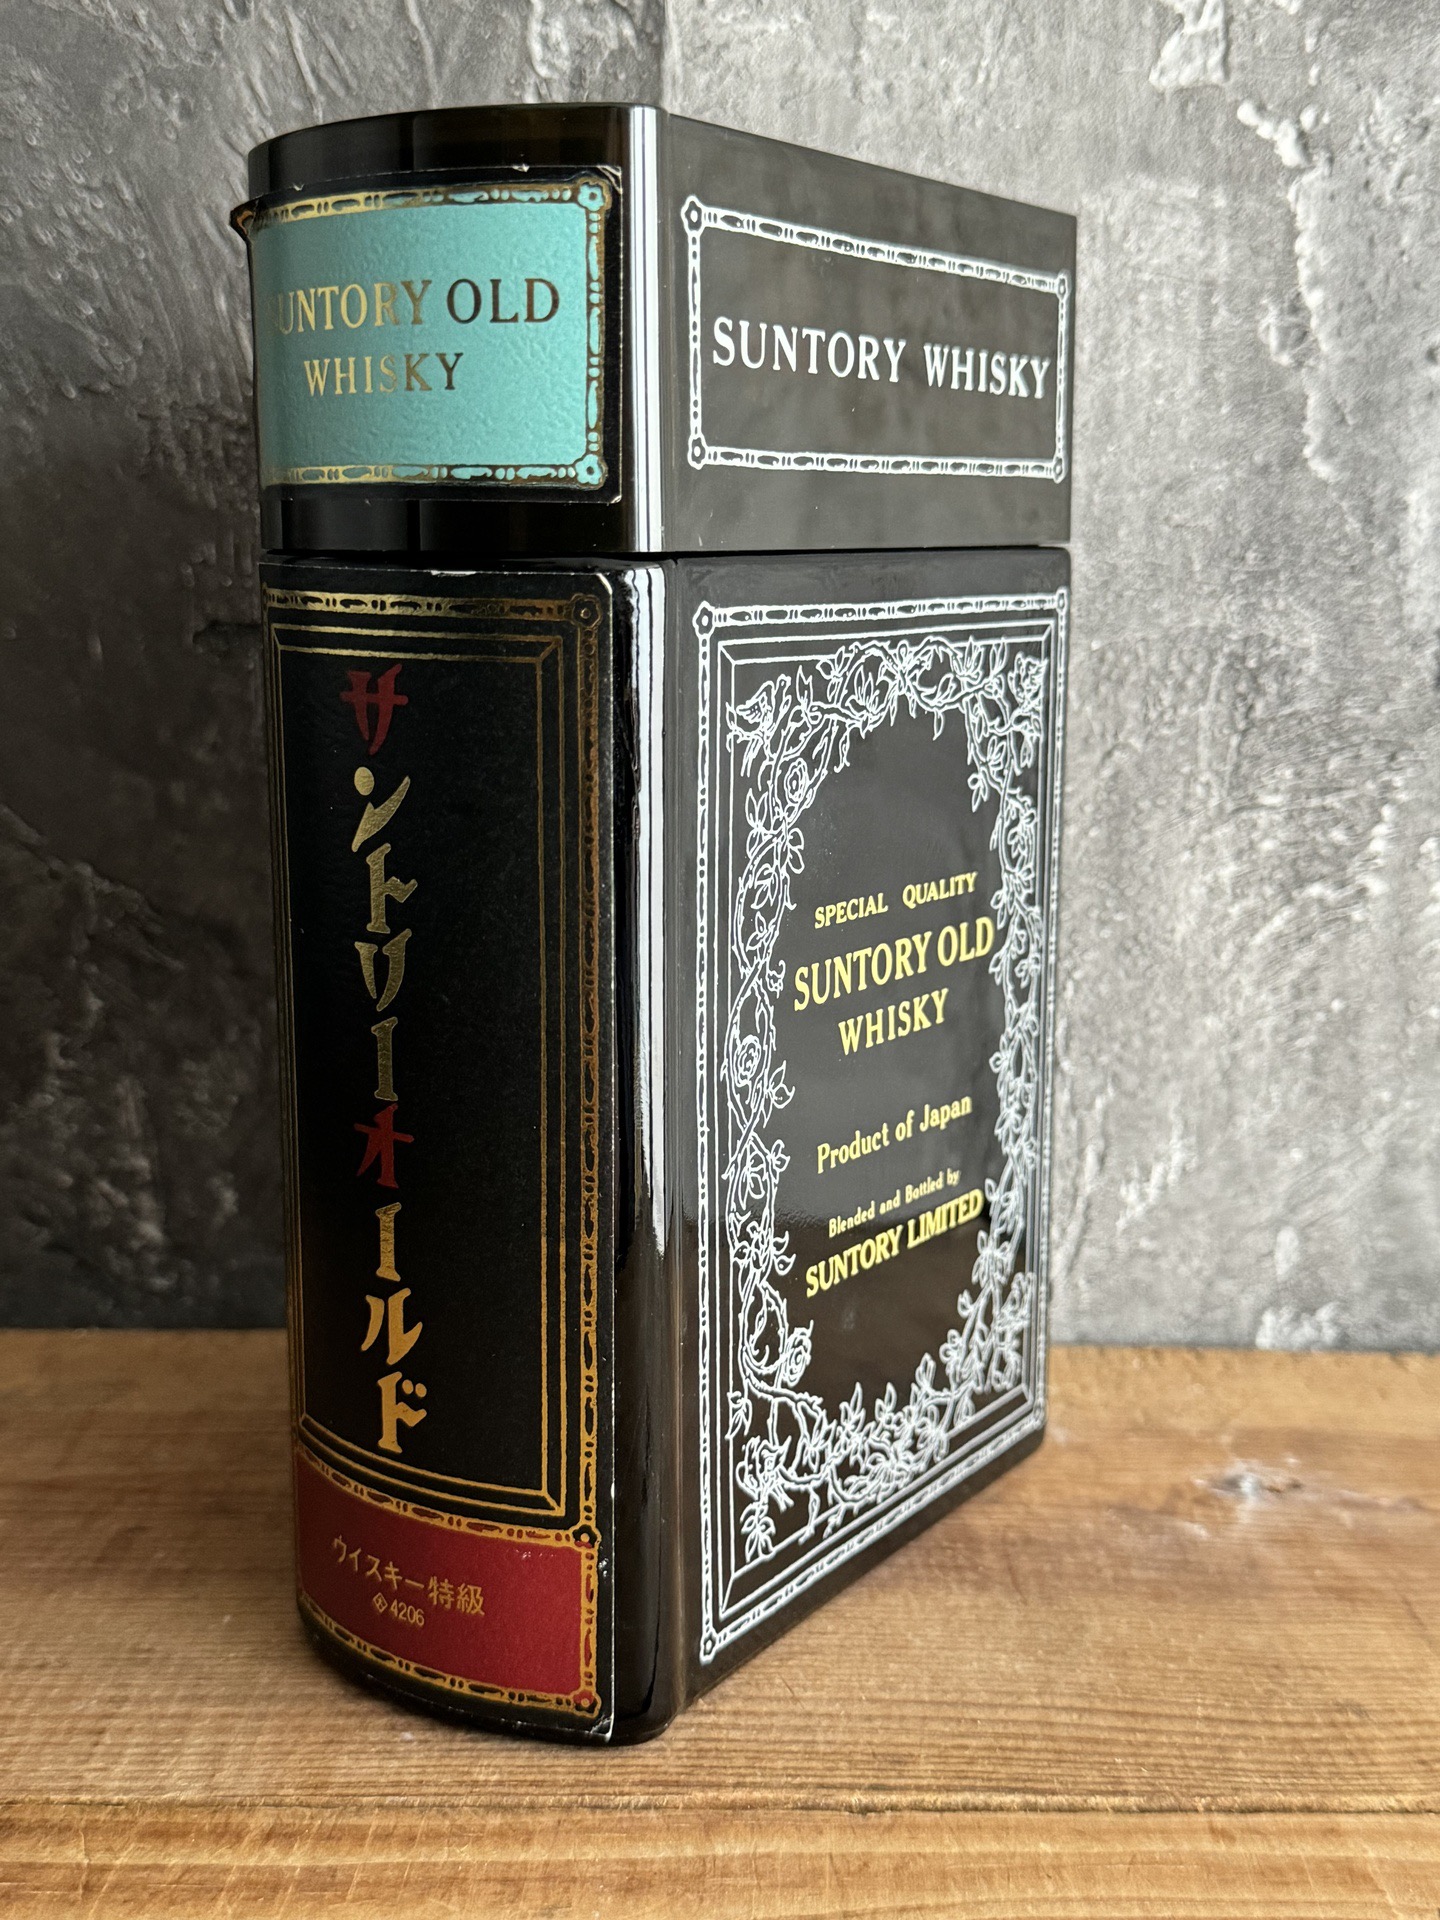 SUNTORY OLD
WHISKY
サントリーオールド
ウイスキー特級
4206
SUNTORY WHISKY
SPECIAL QUALITY
SUNTORY OLD
WHISKY
Product of Japan
Blended and Bottled by
SUNTORY LIMITED